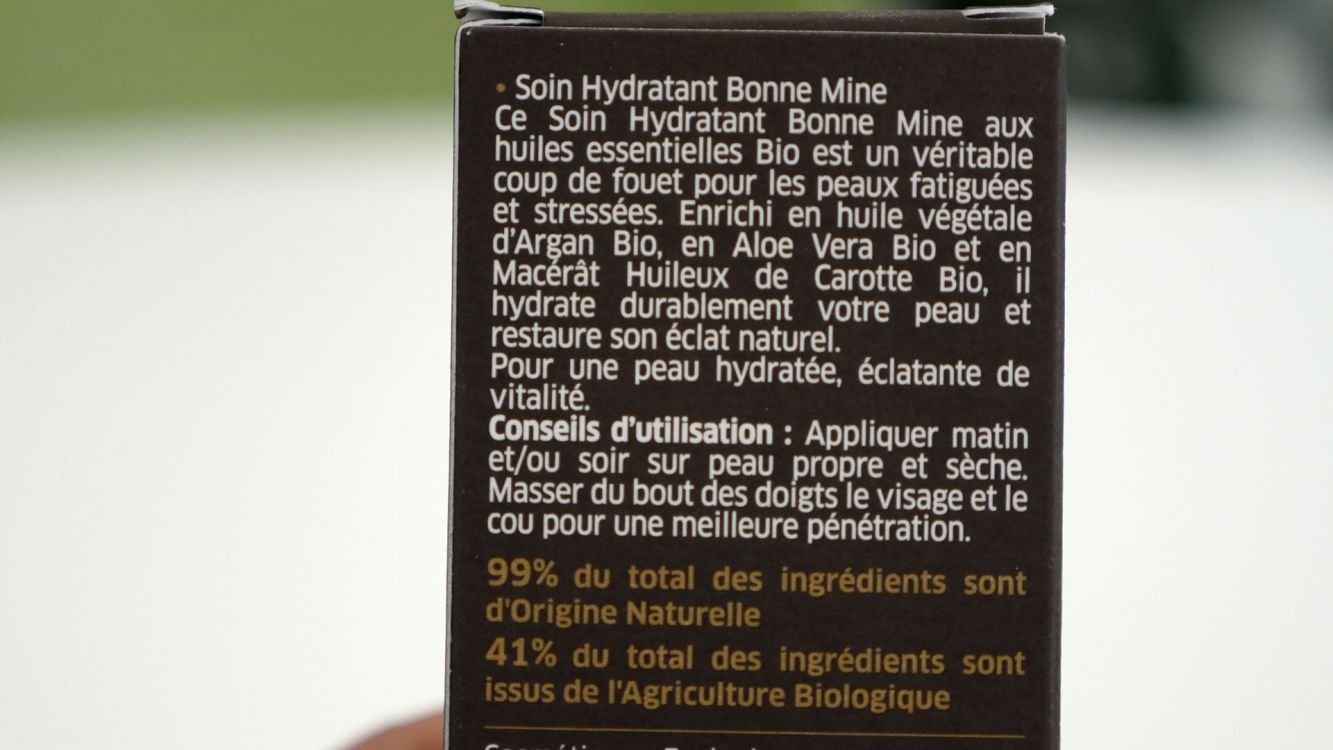 • Soin Hydratant Bonne Mine
Ce Soin Hydratant Bonne Mine aux
huiles essentielles Bio est un véritable
coup de fouet pour les peaux fatiguées
et stressées. Enrichi en huile végétale
d'Argan Bio, en Aloe Vera Bio et en
Macérât Huileux de Carotte Bio, il
hydrate durablement votre peau et
restaure son éclat naturel.
Pour une peau hydratée, éclatante de
vitalité.
Conseils d'utilisation : Appliquer matin
et/ou soir sur peau propre et sèche.
Masser du bout des doigts le visage et le
cou pour une meilleure pénétration.
99% du total des ingrédients sont
d'Origine Naturelle
41% du total des ingrédients sont
issus de l'Agriculture Biologique